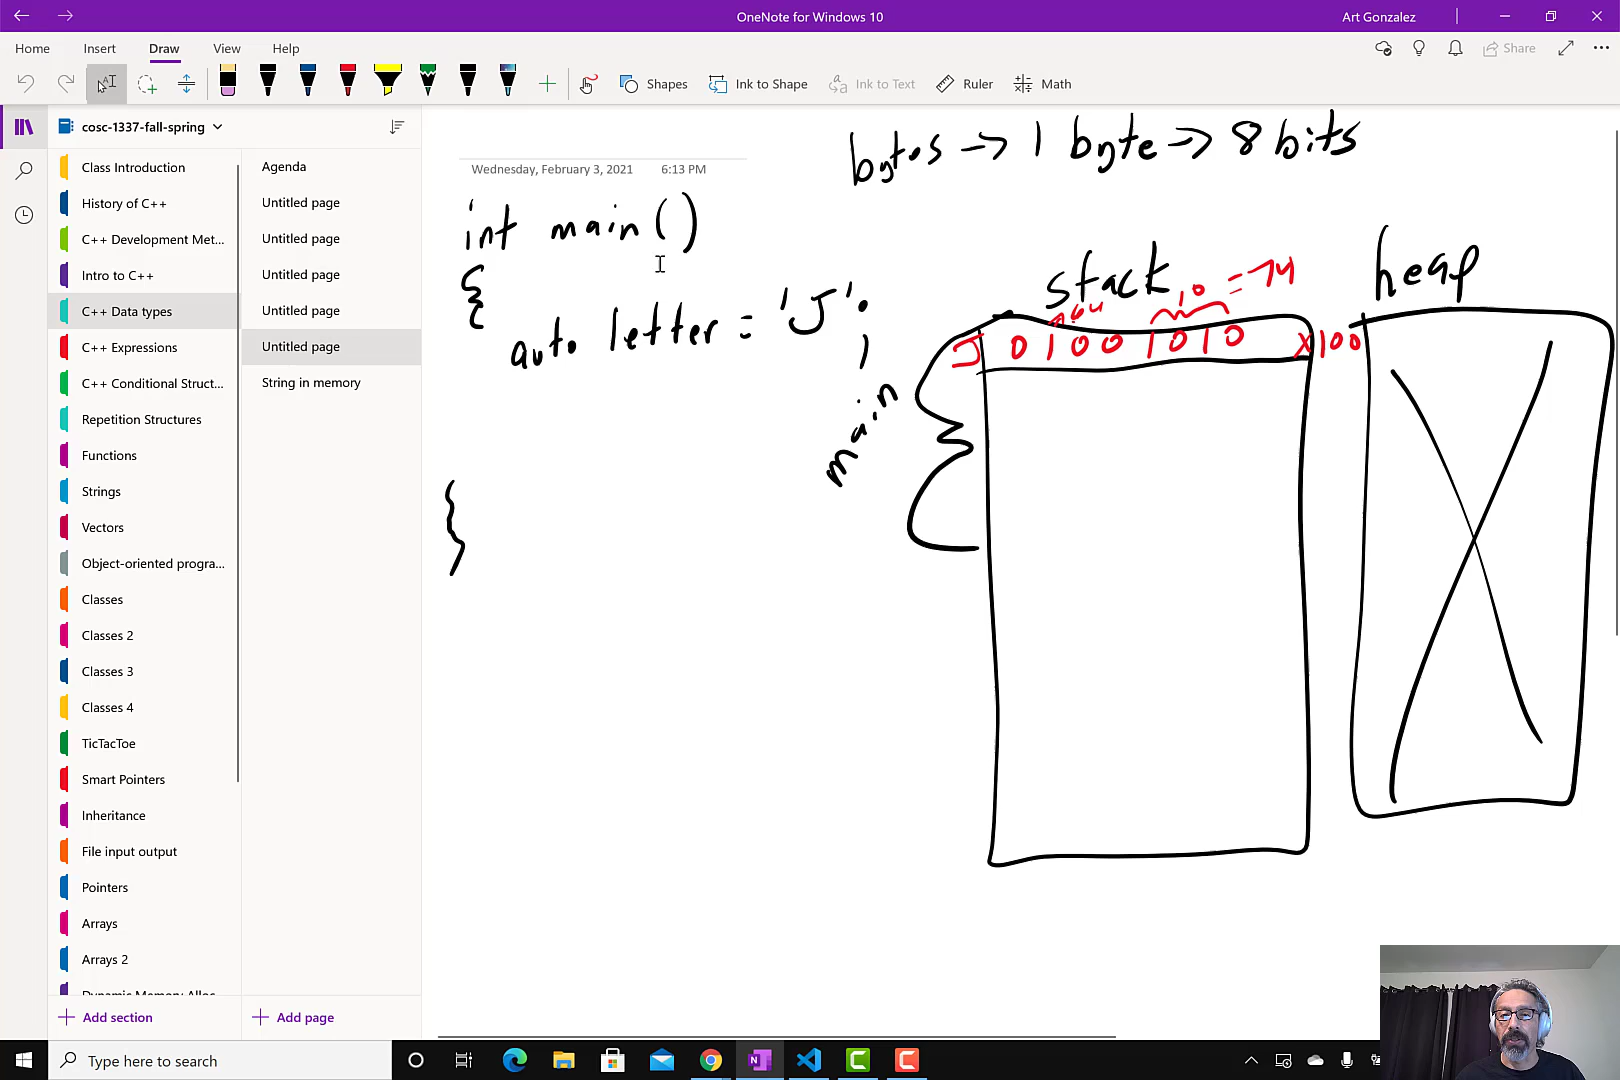 OneNote for Windows 10
Art Gonzalez
Home Insert Draw View Help
Share
Shapes Ink to Shape Ink to Text Ruler Math
cosc-1337-fall-spring
Class Introduction
History of C++
C++ Development Met...
Intro to C++
C++ Data types
C++ Expressions
C++ Conditional Struct...
Repetition Structures
Functions
Strings
Vectors
Object-oriented progra...
Classes
Classes 2
Classes 3
Classes 4
TicTacToe
Smart Pointers
Inheritance
File input output
Pointers
Arrays
Arrays 2
Dynamic Memory Alloc
Add section
Agenda
Untitled page
Untitled page
Untitled page
Untitled page
Untitled page
String in memory
Add page
bytes → 1 byte → 8 bits
Wednesday, February 3, 2021 6:13 PM
int main()
{
auto letter = 'J';
}
main
stack
heap
64 10 = 74
J 0 1 0 0 1 0 1 0 x100
Type here to search